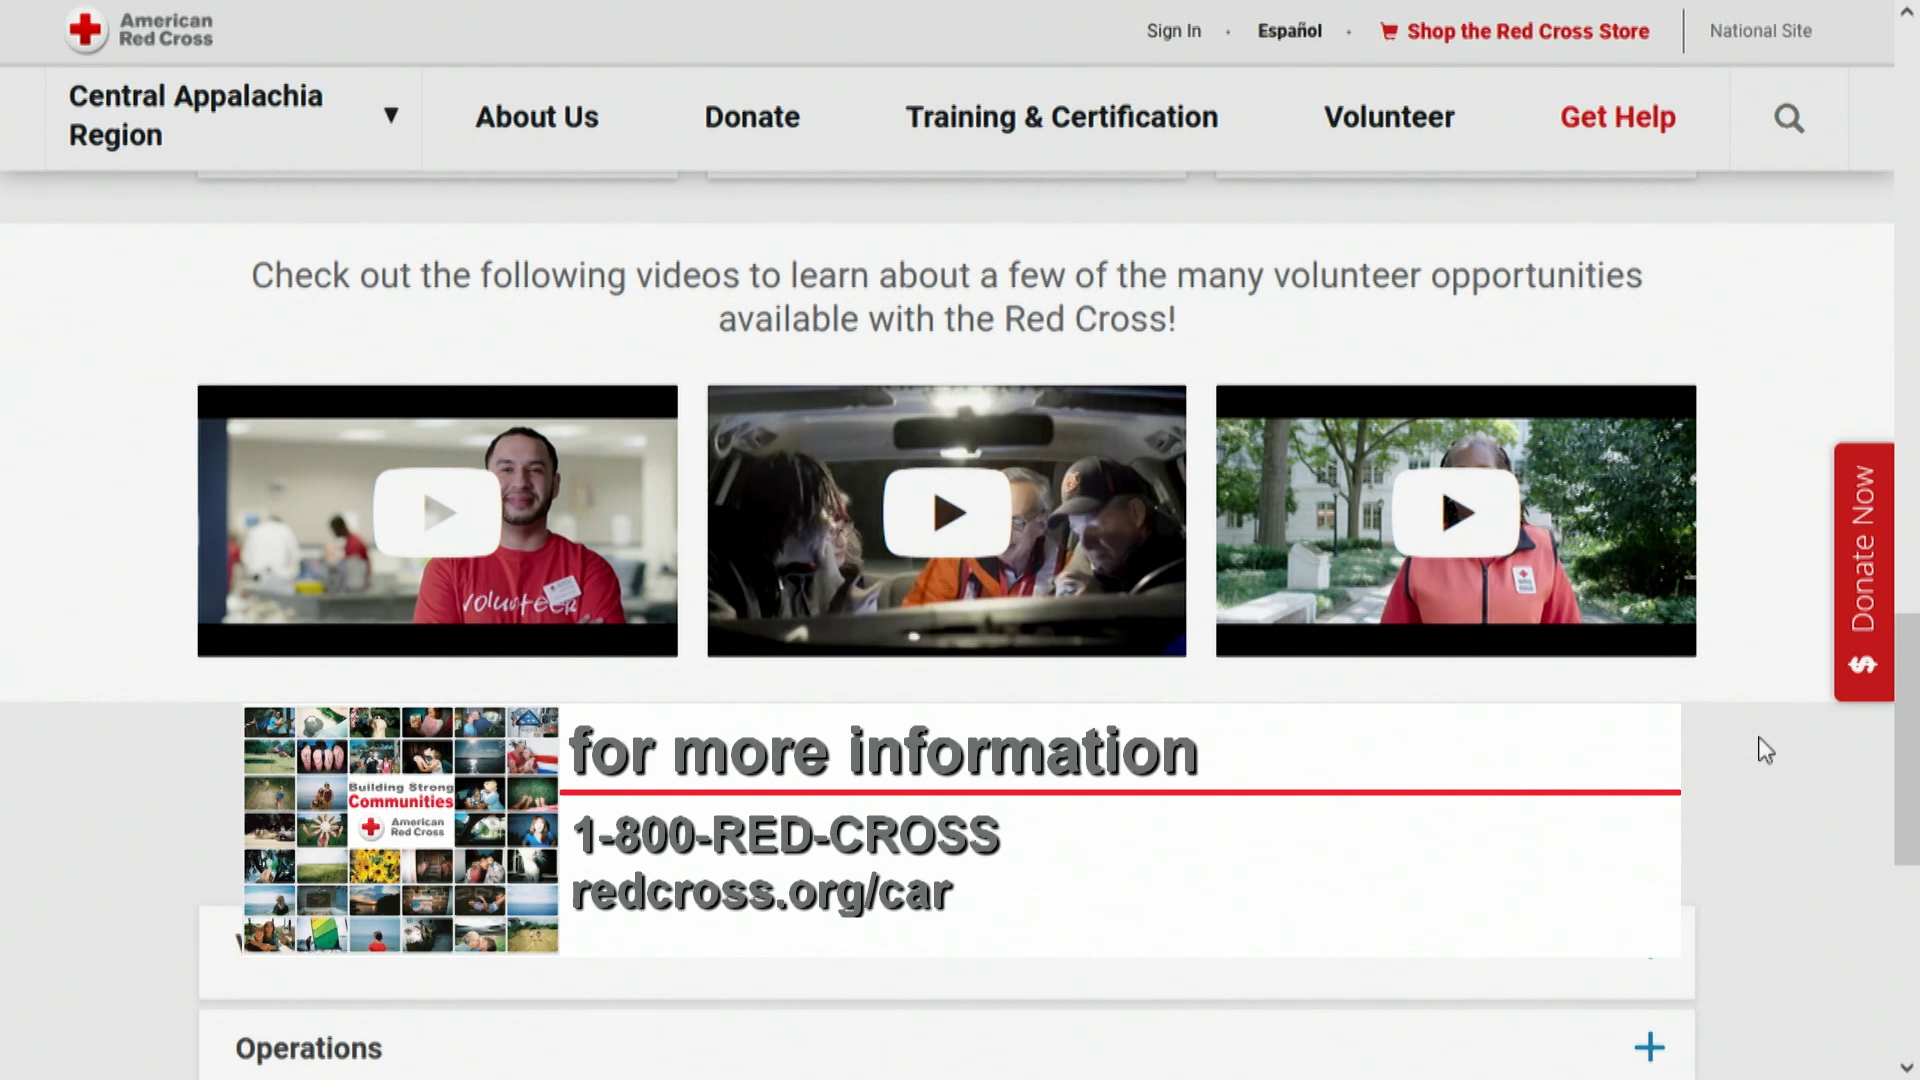 American
Red Cross
Sign In
Español
Shop the Red Cross Store
National Site
Central Appalachia
Region
About Us
Donate
Training & Certification
Volunteer
Get Help
Check out the following videos to learn about a few of the many volunteer opportunities
available with the Red Cross!
volunteer
Donate Now
$
for more information
Building Strong
Communities
American
Red Cross
1-800-RED-CROSS
redcross.org/car
Operations